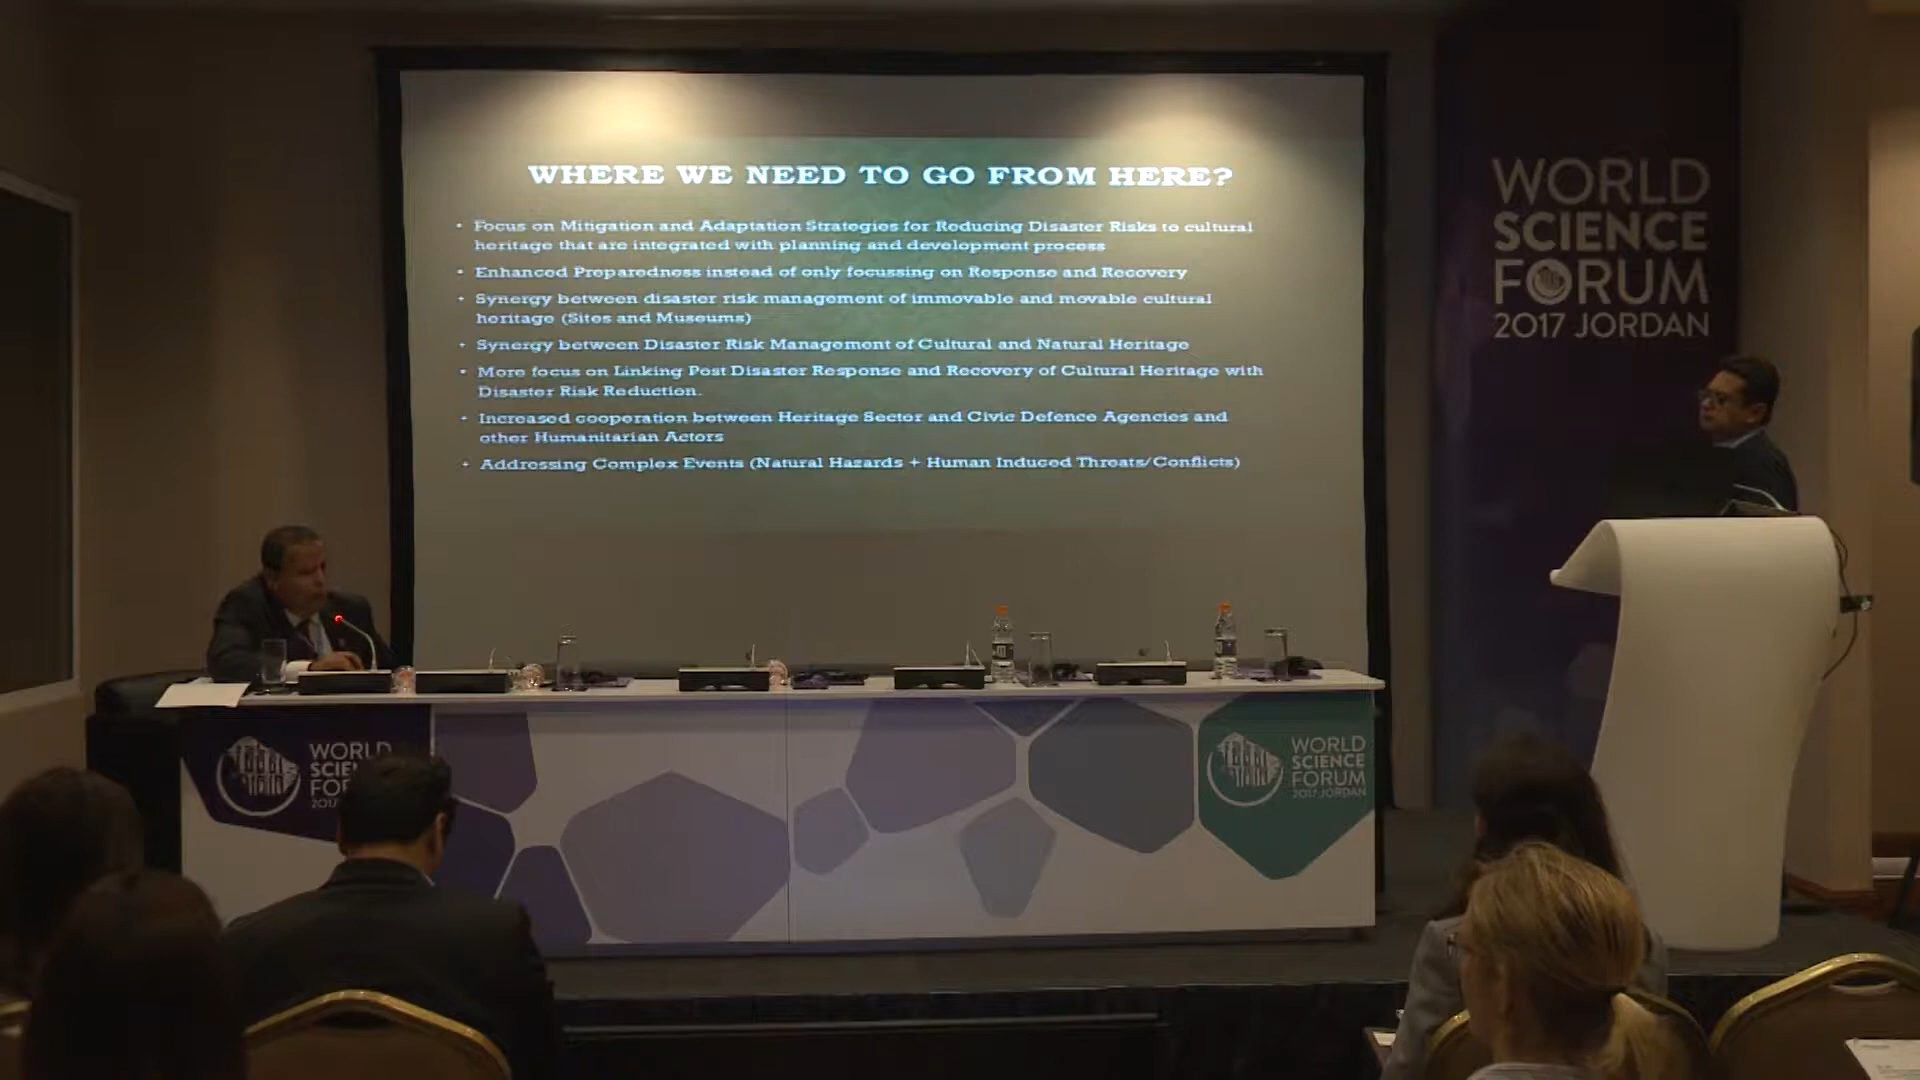 WHERE WE NEED TO GO FROM HERE?
• Focus on Mitigation and Adaptation Strategies for Reducing Disaster Risks to cultural
heritage that are integrated with planning and development process
• Enhanced Preparedness instead of only focussing on Response and Recovery
• Synergy between disaster risk management of immovable and movable cultural
heritage (Sites and Museums)
• Synergy between Disaster Risk Management of Cultural and Natural Heritage
• More focus on Linking Post Disaster Response and Recovery of Cultural Heritage with
Disaster Risk Reduction.
• Increased cooperation between Heritage Sector and Civic Defence Agencies and
other Humanitarian Actors
• Addressing Complex Events (Natural Hazards + Human Induced Threats/Conflicts)
WORLD
SCIENCE
FORUM
2017 JORDAN
WORLD
SCIEN
FOR
201
WORLD
SCIENCE
FORUM
2017 JORDAN